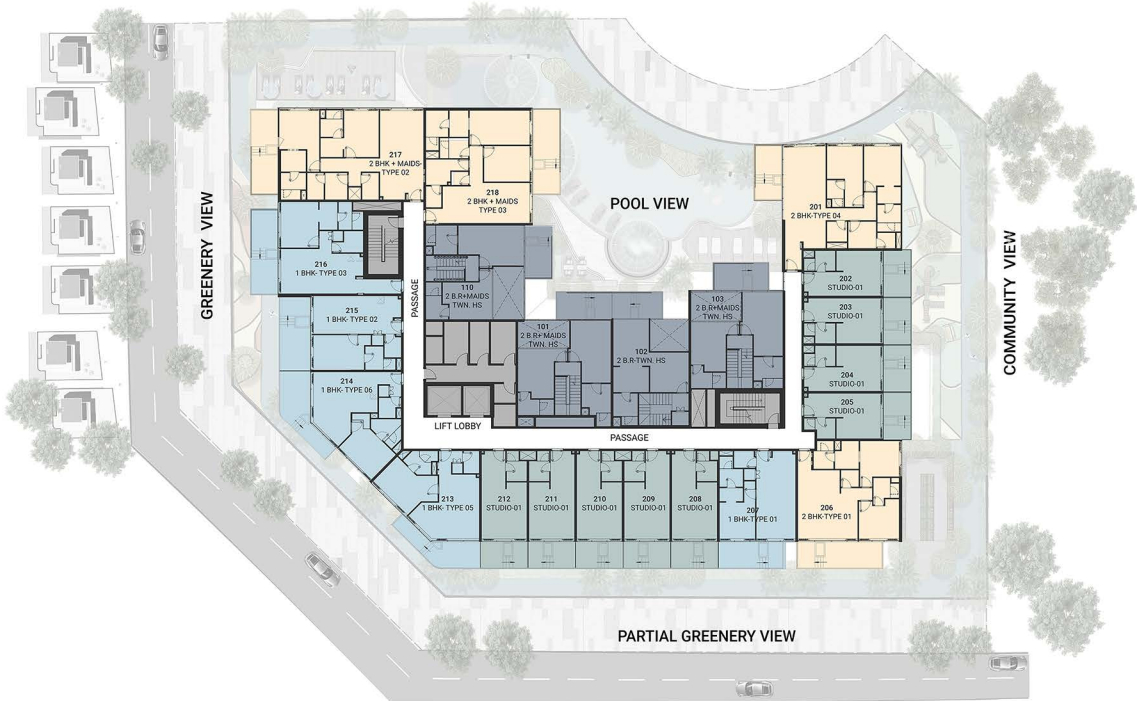 217
2 BHK + MAIDS-
TYPE 02
218
2 BHK + MAIDS
TYPE 03
POOL VIEW
201
2 BHK-TYPE 04
GREENERY VIEW
216
1 BHK- TYPE 03
PASSAGE
110
2 B.R+MAIDS
TWN. HS
202
STUDIO-01
COMMUNITY VIEW
215
1 BHK- TYPE 02
101
2 B.R+MAIDS
TWN. HS
102
2 B.R-TWN. HS
103
2 B.R+MAIDS
TWN. HS
203
STUDIO-01
214
1 BHK- TYPE 06
204
STUDIO-01
205
STUDIO-01
LIFT LOBBY
PASSAGE
213
1 BHK-TYPE 05
212
STUDIO-01
211
STUDIO-01
210
STUDIO-01
209
STUDIO-01
208
STUDIO-01
207
1 BHK-TYPE 01
206
2 BHK-TYPE 01
PARTIAL GREENERY VIEW